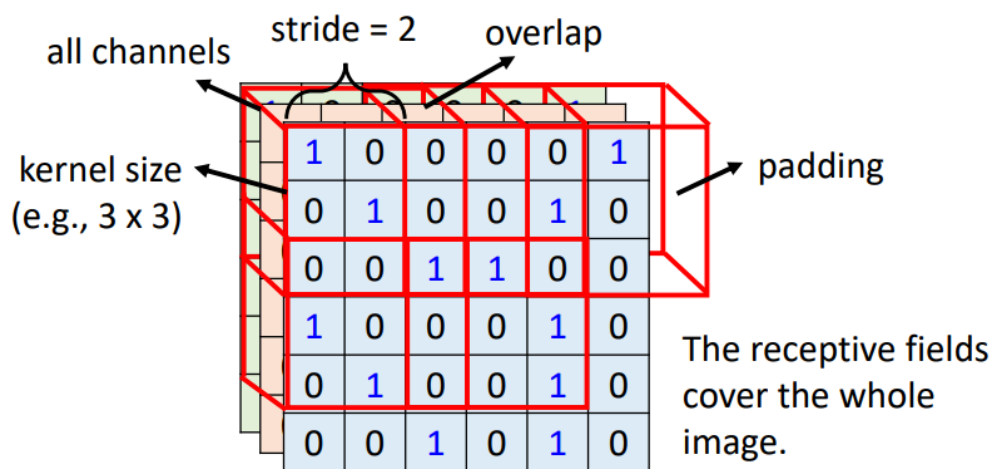 stride = 2
overlap
all channels
kernel size
(e.g., 3 x 3)
padding
1 0 0 0 0 1
0 1 0 0 1 0
0 0 1 1 0 0
1 0 0 0 1 0
0 1 0 0 1 0
0 0 1 0 1 0
The receptive fields
cover the whole
image.